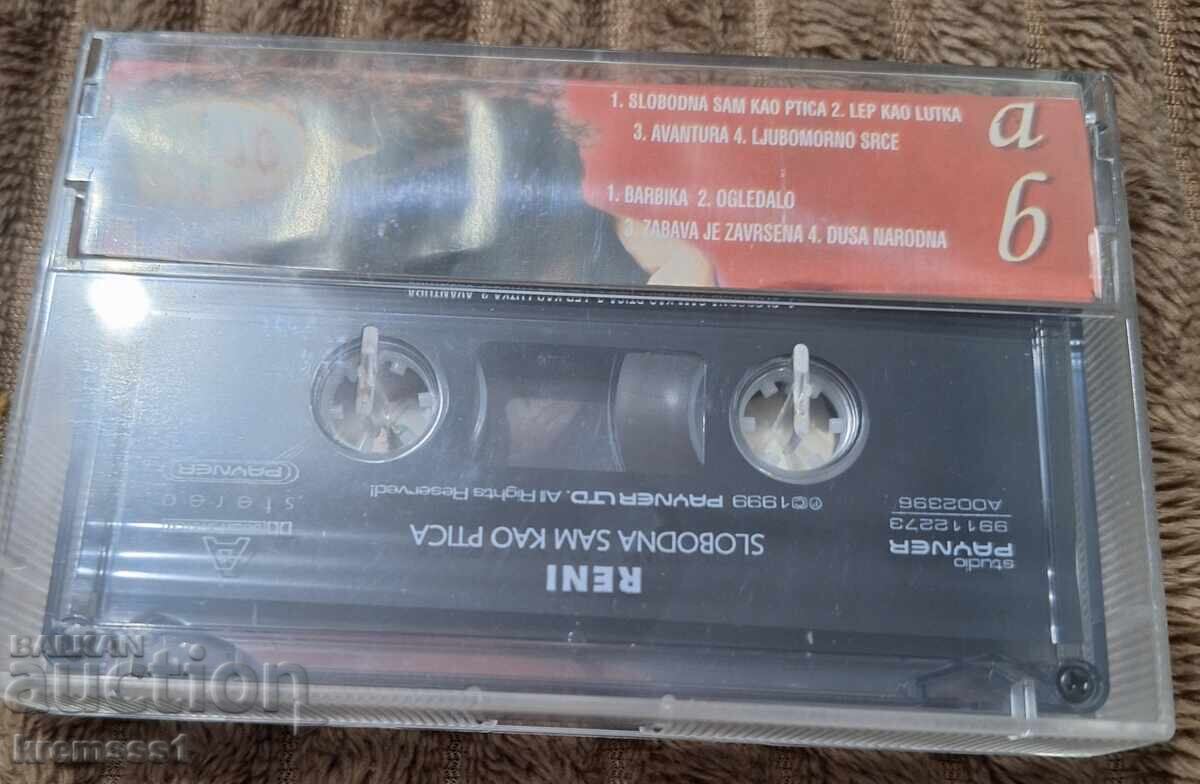 1. SLOBODNA SAM KAO PTICA 2. LEP KAO LUTKA
3. AVANTURA 4. LJUBOMORNO SRCE
a
1. BARBIKA 2. OGLEDALO
3. ZABAVA JE ZAVRSENA 4. DUSA NARODNA
b
RENI
SLOBODNA SAM KAO PTICA
studio
PAYNER
99112273
A002396
℗©1999 PAYNER LTD. All Rights Reserved!
stereo
PAYNER
BALKAN
auction
kremsss1